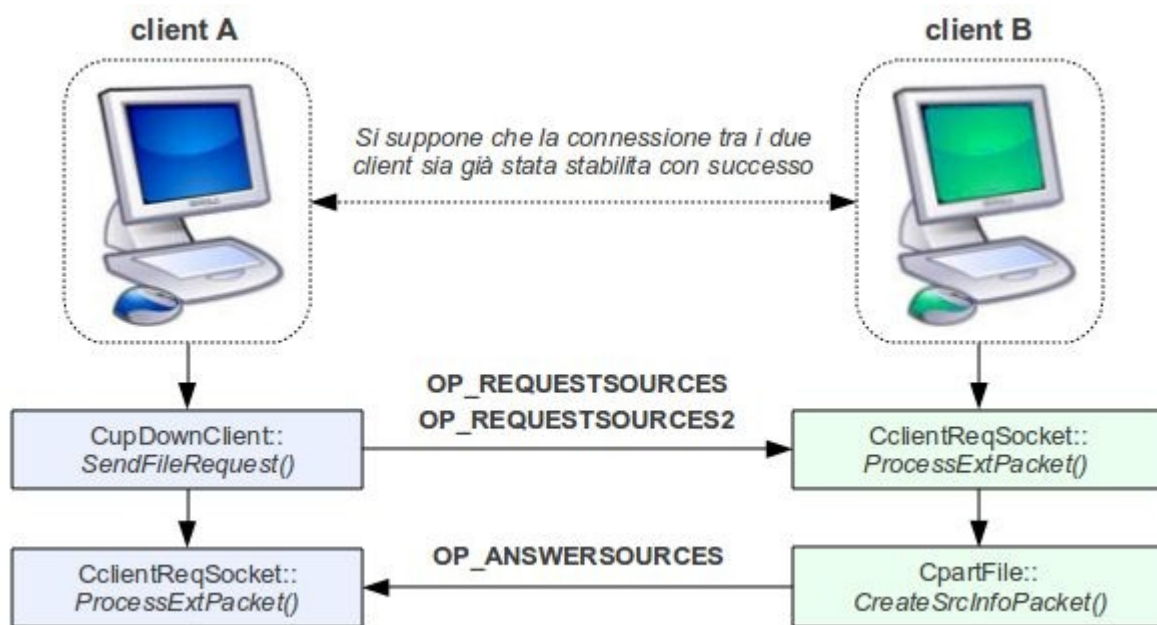 client A
client B
Si suppone che la connessione tra i due
client sia già stata stabilita con successo
OP_REQUESTSOURCES
OP_REQUESTSOURCES2
CupDownClient::
SendFileRequest()
CclientReqSocket::
ProcessExtPacket()
OP_ANSWERSOURCES
CclientReqSocket::
ProcessExtPacket()
CpartFile::
CreateSrcInfoPacket()